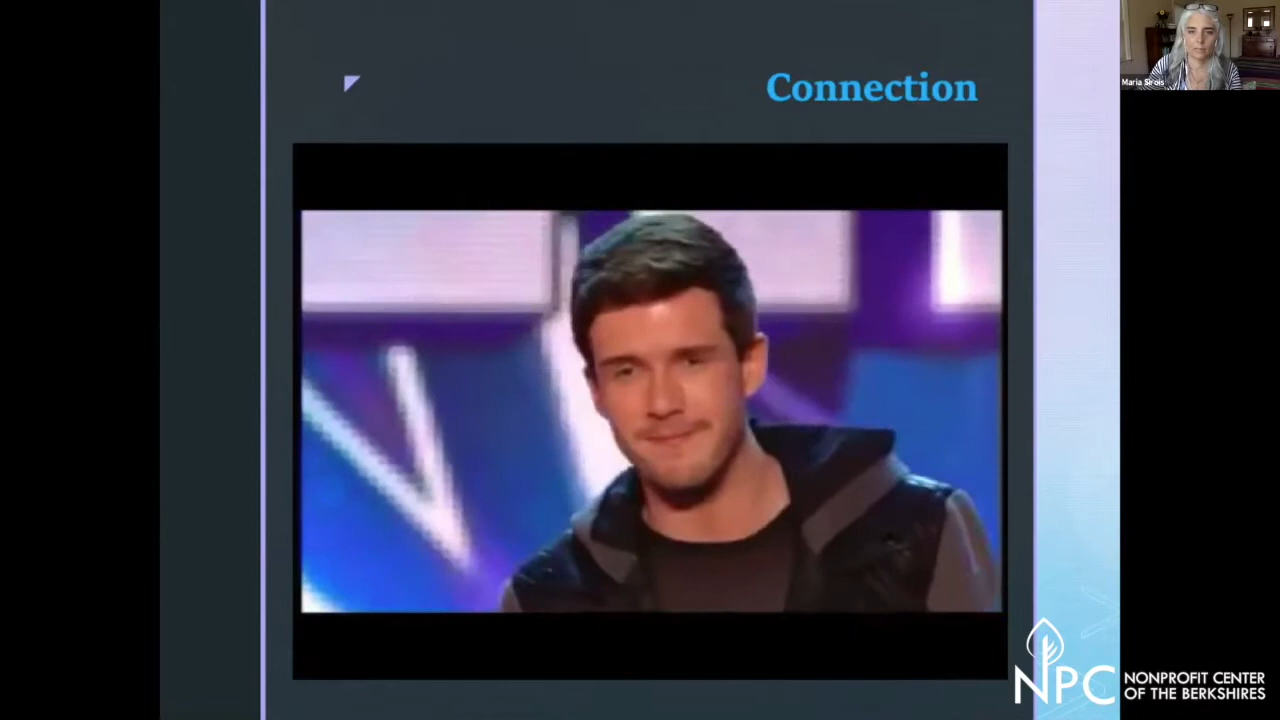 Connection
Maria Sirois
NPC
NONPROFIT CENTER
OF THE BERKSHIRES